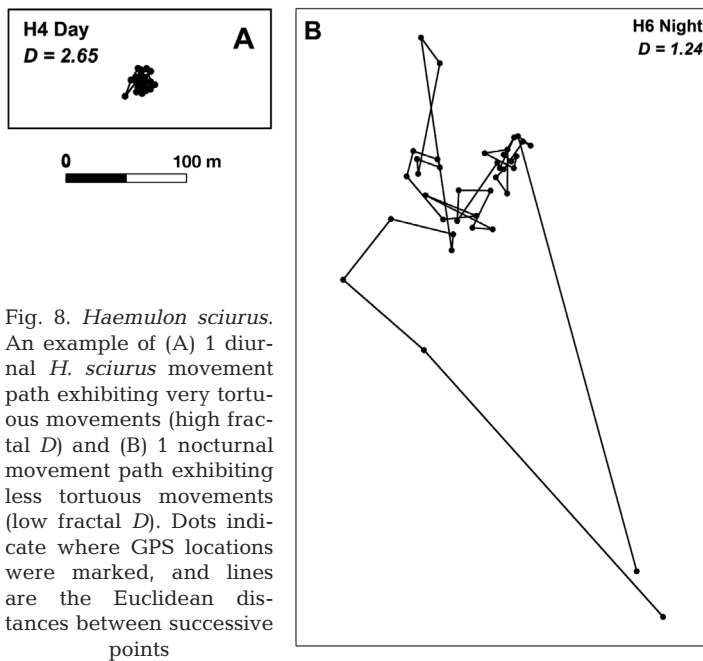 H4 Day
D = 2.65
A
0 100 m
B
H6 Night
D = 1.24
Fig. 8. Haemulon sciurus.
An example of (A) 1 diur-
nal H. sciurus movement
path exhibiting very tortu-
ous movements (high frac-
tal D) and (B) 1 nocturnal
movement path exhibiting
less tortuous movements
(low fractal D). Dots indi-
cate where GPS locations
were marked, and lines
are the Euclidean dis-
tances between successive
points